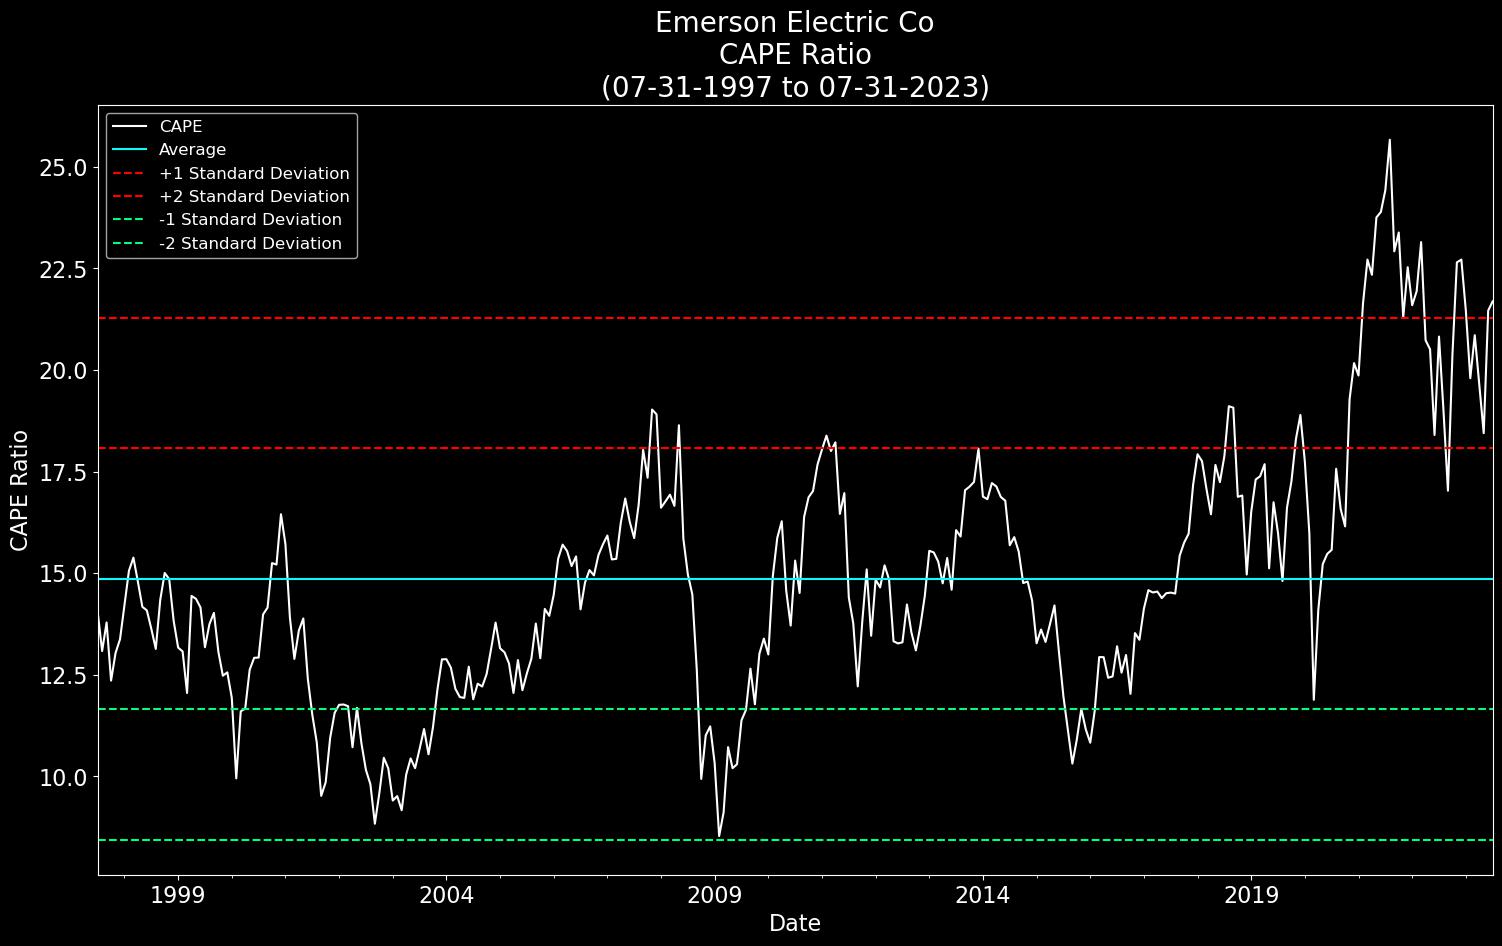 Emerson Electric Co
CAPE Ratio
(07-31-1997 to 07-31-2023)
CAPE
Average
+1 Standard Deviation
+2 Standard Deviation
-1 Standard Deviation
-2 Standard Deviation
25.0
22.5
20.0
17.5
15.0
12.5
10.0
CAPE Ratio
1999 2004 2009 2014 2019
Date